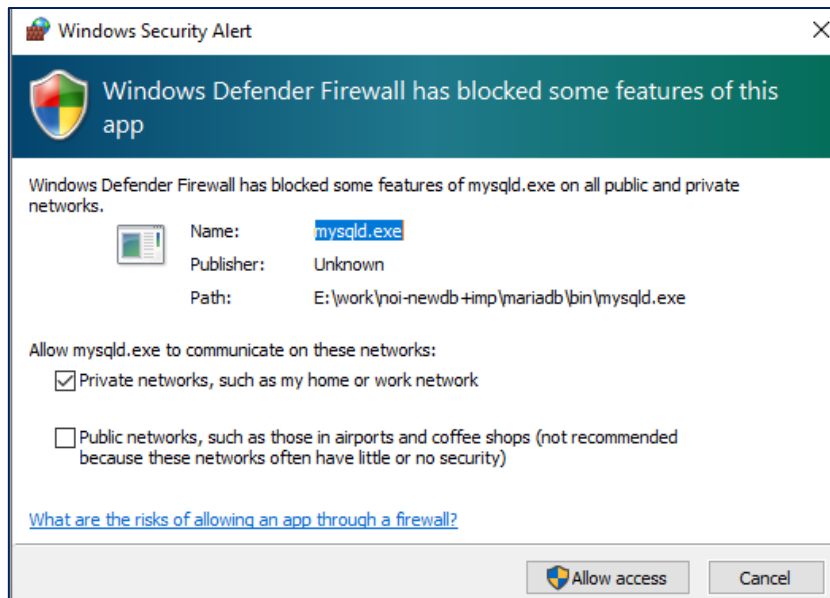 Windows Security Alert
Windows Defender Firewall has blocked some features of this
app
Windows Defender Firewall has blocked some features of mysqld.exe on all public and private
networks.
Name: mysqld.exe
Publisher: Unknown
Path: E:\work\noi-newdb+imp\mariadb\bin\mysqld.exe
Allow mysqld.exe to communicate on these networks:
Private networks, such as my home or work network
Public networks, such as those in airports and coffee shops (not recommended
because these networks often have little or no security)
What are the risks of allowing an app through a firewall?
Allow access Cancel